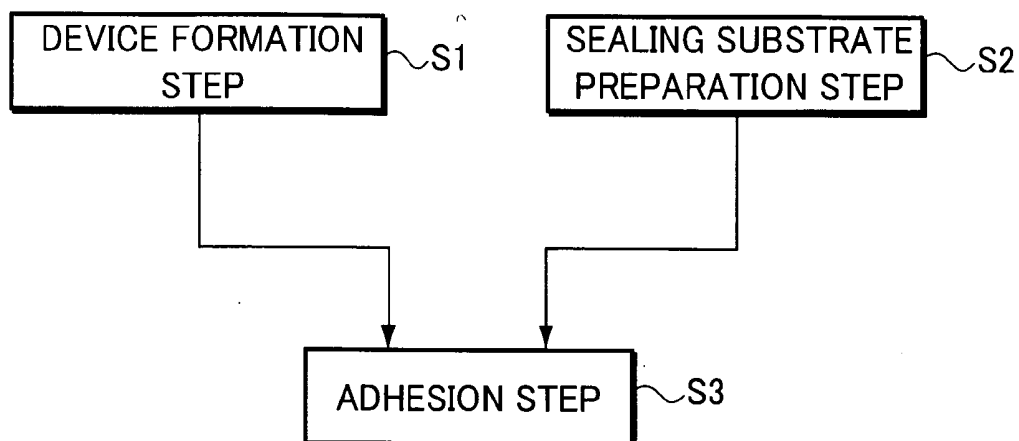 DEVICE FORMATION
STEP
S1
SEALING SUBSTRATE
PREPARATION STEP
S2
ADHESION STEP
S3